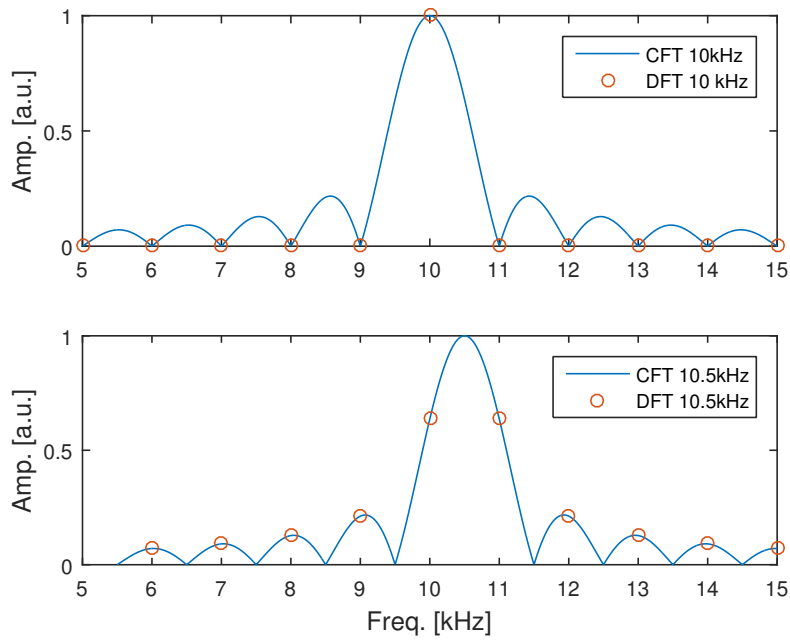 1
0.5
0
Amp. [a.u.]
CFT 10kHz
DFT 10 kHz
5 6 7 8 9 10 11 12 13 14 15
1
0.5
0
Amp. [a.u.]
CFT 10.5kHz
DFT 10.5kHz
5 6 7 8 9 10 11 12 13 14 15
Freq. [kHz]